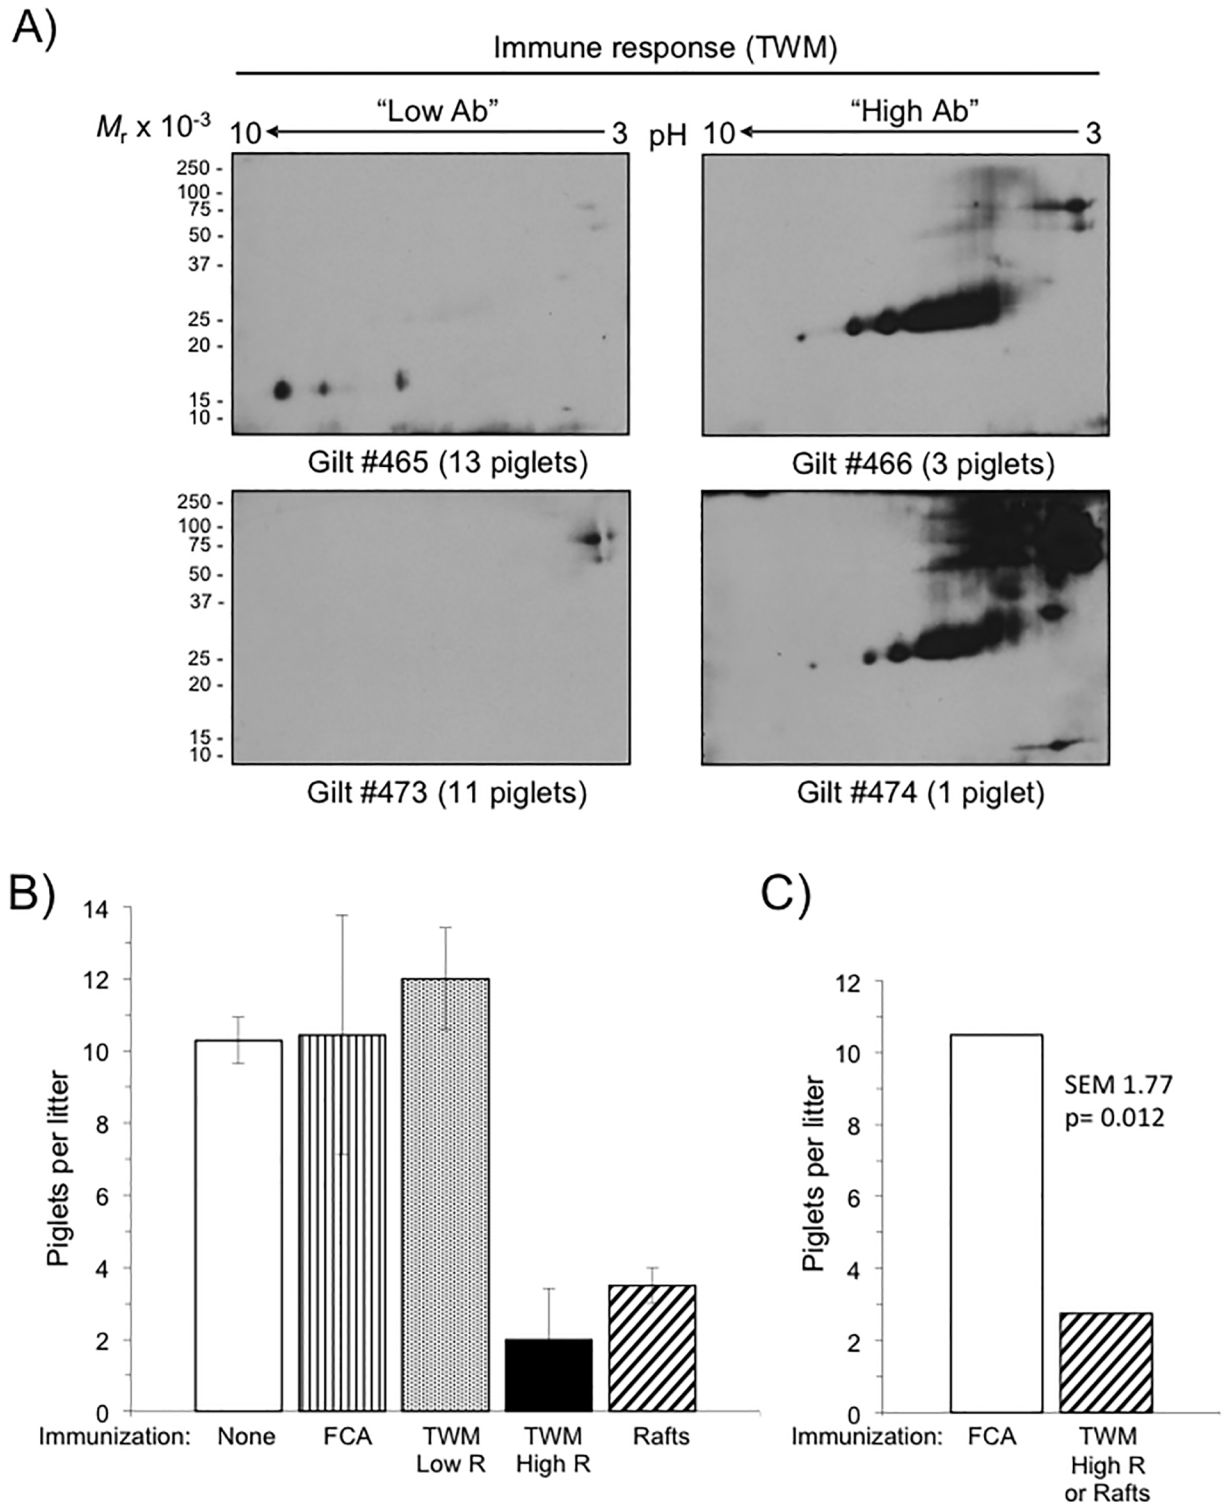 A)
Immune response (TWM)
"Low Ab"
"High Ab"
Mr x 10-3
10
3
pH
10
3
250 -
100 -
75 -
50 -
37 -
25 -
20 -
15 -
10 -
Gilt #465 (13 piglets)
Gilt #466 (3 piglets)
250 -
100 -
75 -
50 -
37 -
25 -
20 -
15 -
10 -
Gilt #473 (11 piglets)
Gilt #474 (1 piglet)
B)
Piglets per litter
14
12
10
8
6
4
2
0
Immunization:
None
FCA
TWM
Low R
TWM
High R
Rafts
C)
Piglets per litter
12
10
8
6
4
2
0
SEM 1.77
p= 0.012
Immunization:
FCA
TWM
High R
or Rafts